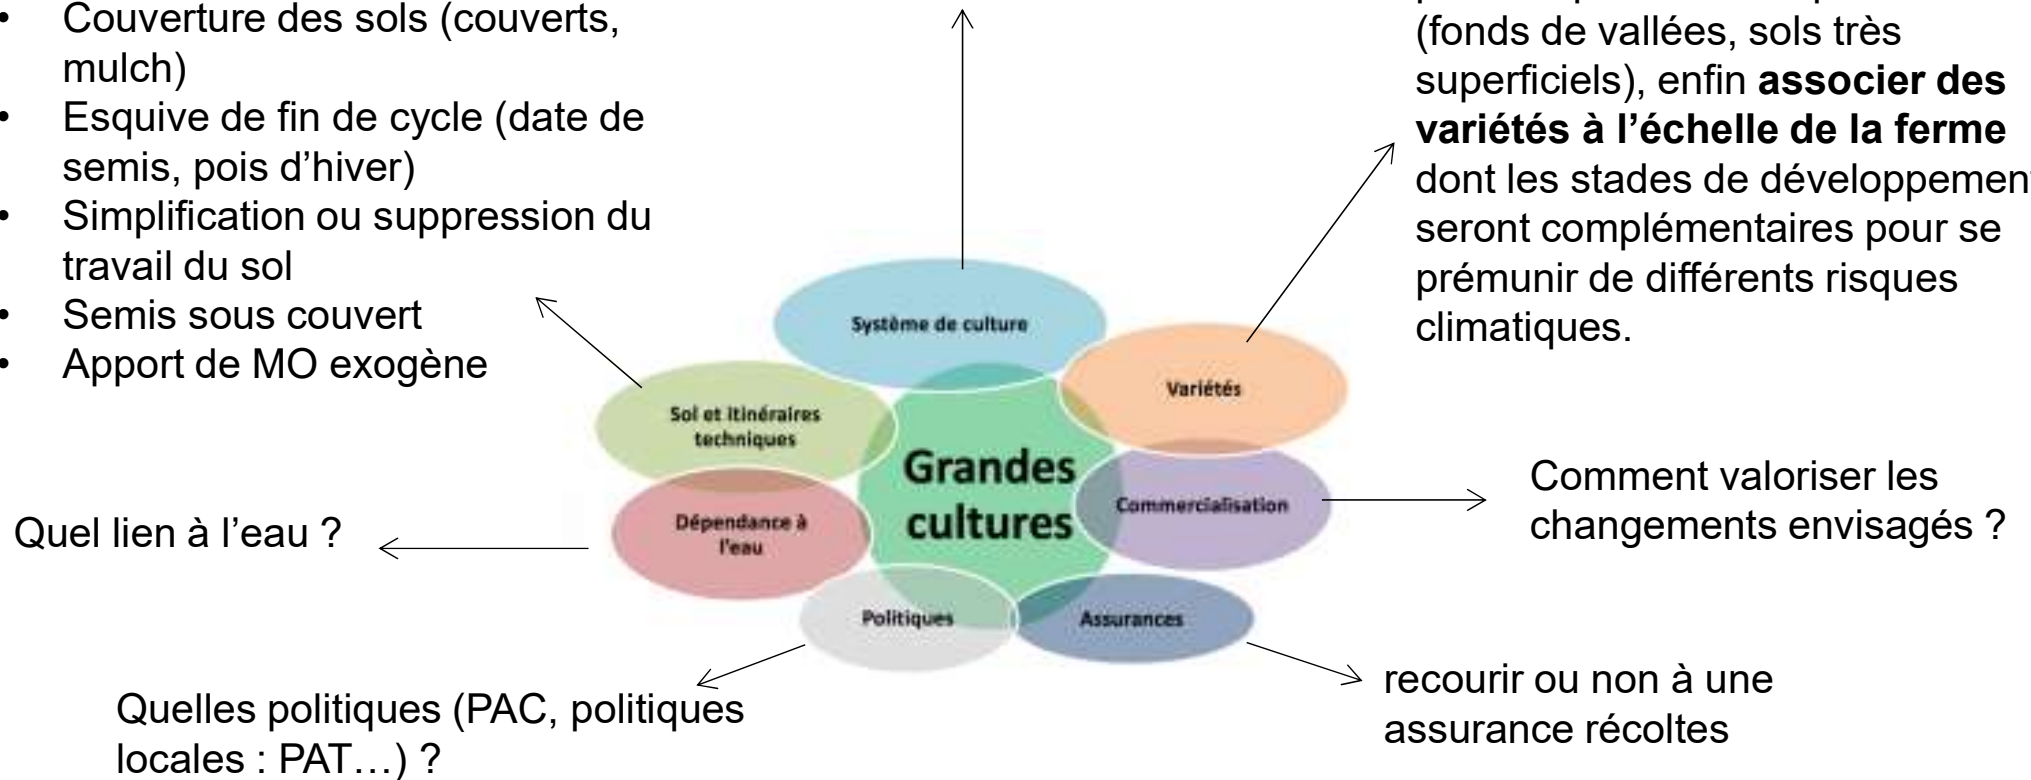 • Couverture des sols (couverts,
mulch)
• Esquive de fin de cycle (date de
semis, pois d’hiver)
• Simplification ou suppression du
travail du sol
• Semis sous couvert
• Apport de MO exogène
(fonds de vallées, sols très
superficiels), enfin associer des
variétés à l’échelle de la ferme
dont les stades de développement
seront complémentaires pour se
prémunir de différents risques
climatiques.
Système de culture
Variétés
Sol et itinéraires
techniques
Grandes
cultures
Commercialisation
Dépendance à
l’eau
Politiques
Assurances
Comment valoriser les
changements envisagés ?
Quel lien à l’eau ?
recourir ou non à une
assurance récoltes
Quelles politiques (PAC, politiques
locales : PAT…) ?